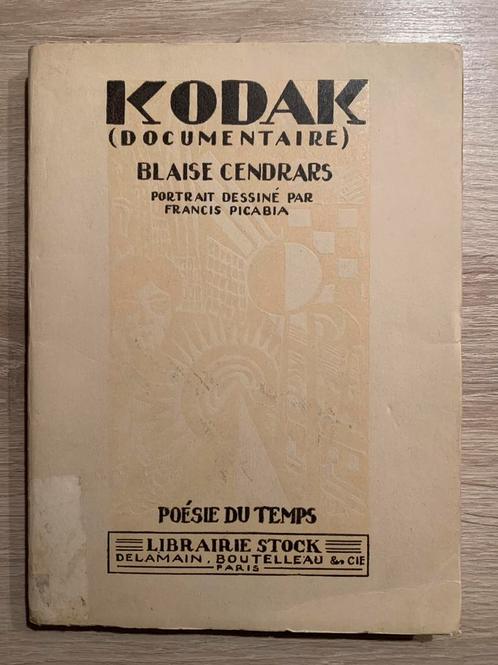 KODAK
(DOCUMENTAIRE)
BLAISE CENDRARS
PORTRAIT DESSINÉ PAR
FRANCIS PICABIA
POÉSIE DU TEMPS
LIBRAIRIE STOCK
DELAMAIN, BOUTELLEAU & CIE
PARIS